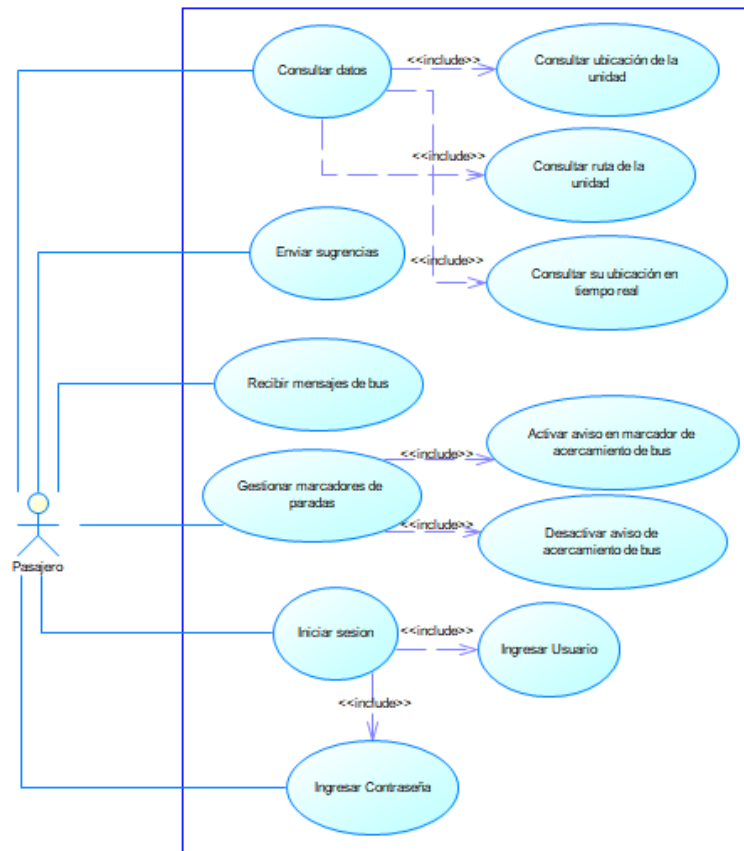 Consultar datos
<<include>>
Consultar ubicación de la
unidad
<<include>>
Consultar ruta de la
unidad
Enviar sugrencias
<<include>>
Consultar su ubicación en
tiempo real
Recibir mensajes de bus
Gestionar marcadores de
paradas
<<include>>
Activar aviso en marcador de
acercamiento de bus
<<include>>
Desactivar aviso de
acercamiento de bus
Pasajero
Iniciar sesion
<<include>>
Ingresar Usuario
<<include>>
Ingresar Contraseña